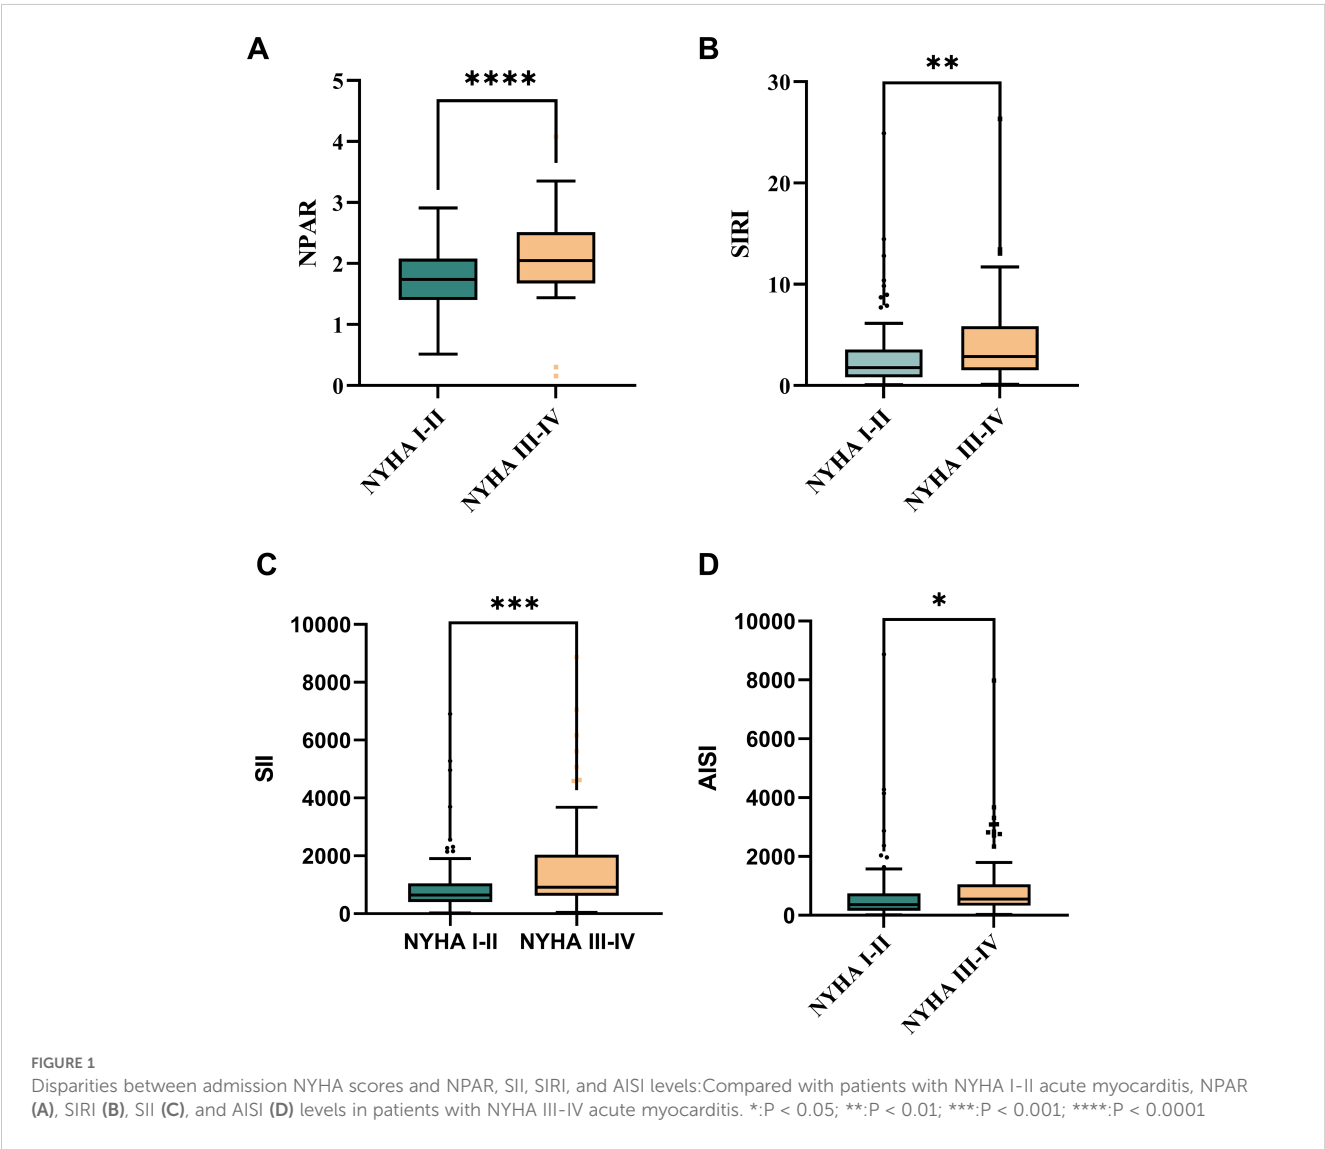 A
****
5
4
3
2
1
0
NPAR
NYHA I-II
NYHA III-IV
B
**
30
20
10
0
SIRI
NYHA I-II
NYHA III-IV
C
***
10000
8000
6000
4000
2000
0
SII
NYHA I-II NYHA III-IV
D
*
10000
8000
6000
4000
2000
0
AISI
NYHA I-II
NYHA III-IV
FIGURE 1
Disparities between admission NYHA scores and NPAR, SII, SIRI, and AISI levels:Compared with patients with NYHA I-II acute myocarditis, NPAR
(A), SIRI (B), SII (C), and AISI (D) levels in patients with NYHA III-IV acute myocarditis. *:P < 0.05; **:P < 0.01; ***:P < 0.001; ****:P < 0.0001